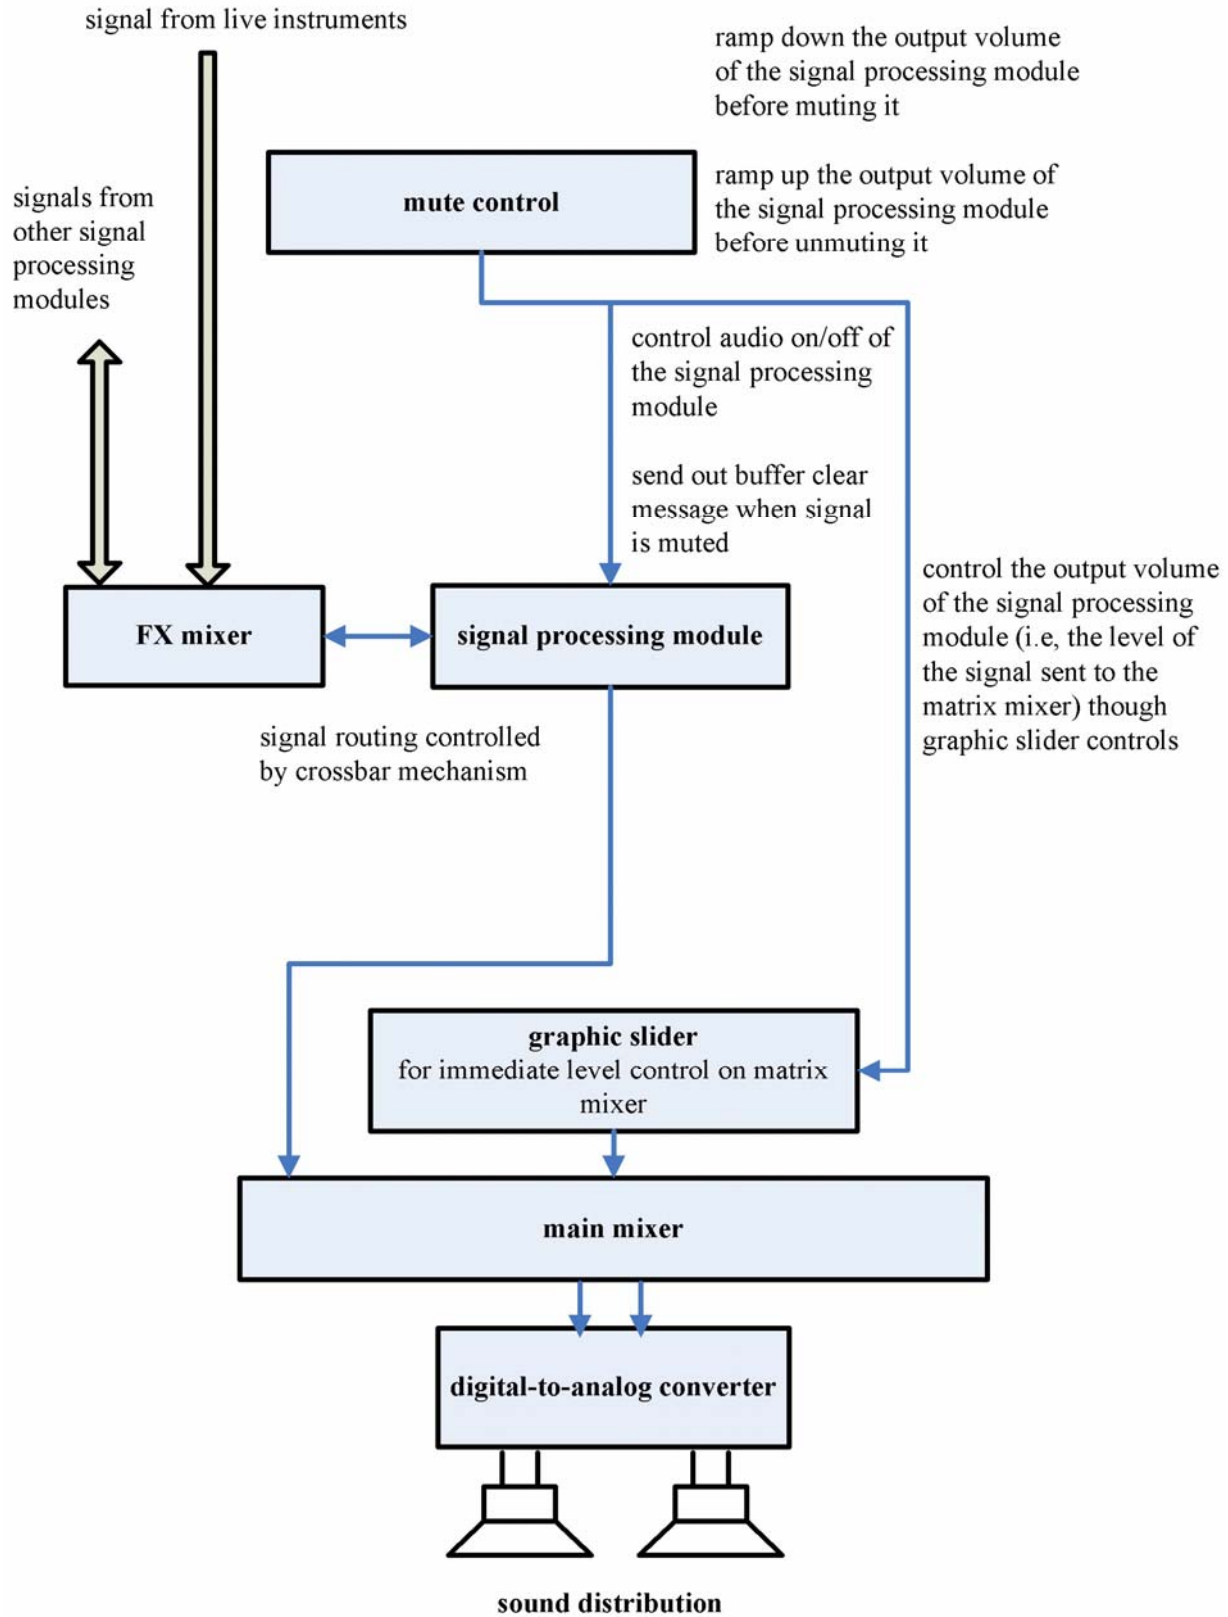 signal from live instruments
ramp down the output volume
of the signal processing module
before muting it
mute control
ramp up the output volume of
the signal processing module
before unmuting it
signals from
other signal
processing
modules
control audio on/off of
the signal processing
module
send out buffer clear
message when signal
is muted
control the output volume
of the signal processing
module (i.e, the level of
the signal sent to the
matrix mixer) though
graphic slider controls
FX mixer
signal processing module
signal routing controlled
by crossbar mechanism
graphic slider
for immediate level control on matrix
mixer
main mixer
digital-to-analog converter
sound distribution